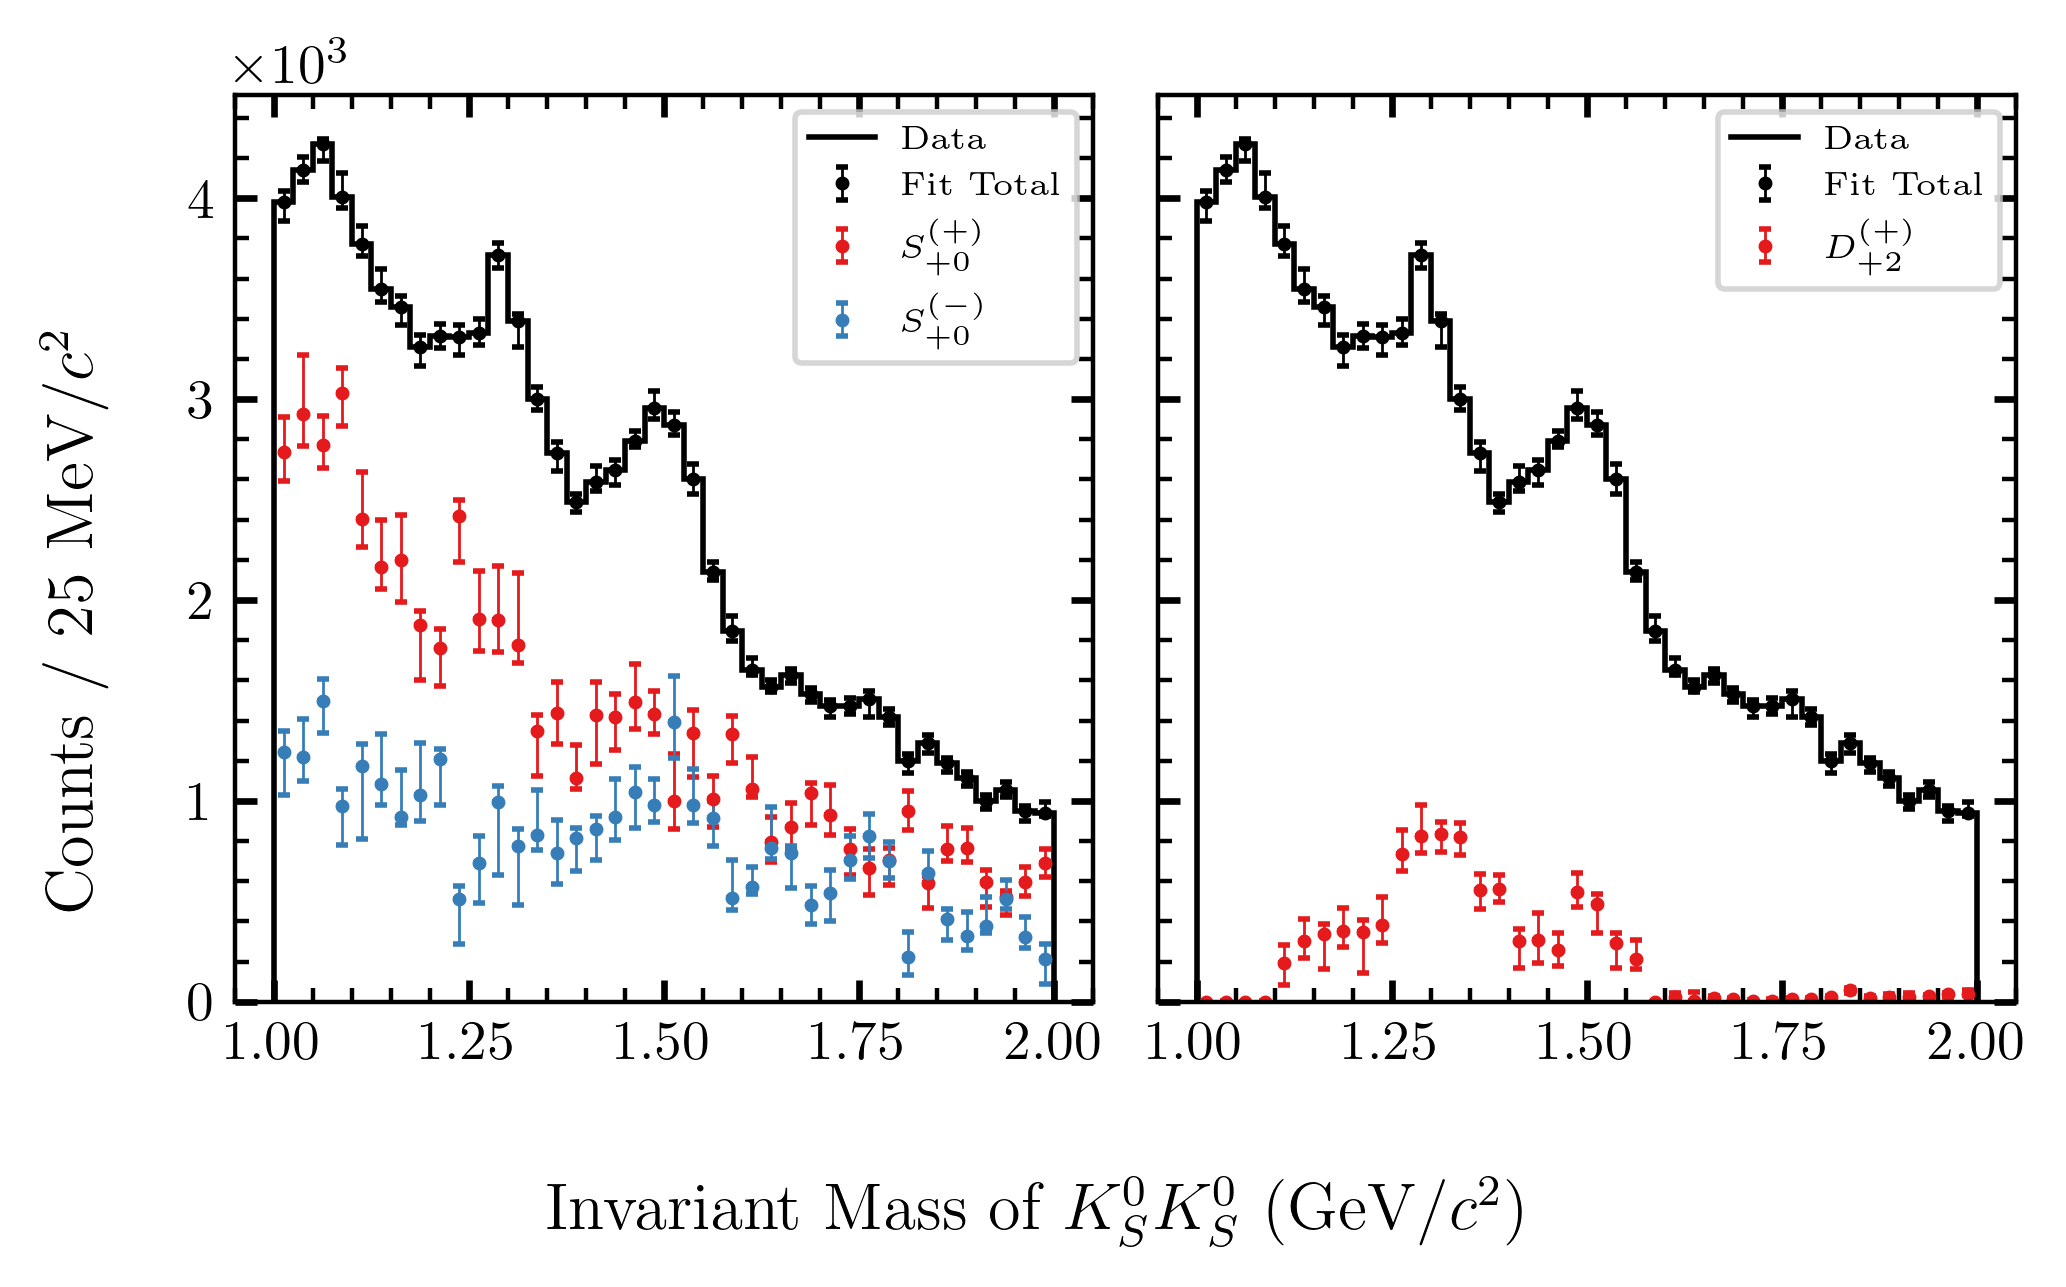 ×10³
Counts / 25 MeV/c²
4
3
2
1
0
Data
Fit Total
S₊₀⁽⁺⁾
S₊₀⁽⁻⁾
1.00 1.25 1.50 1.75 2.00
Data
Fit Total
D₊₂⁽⁺⁾
1.00 1.25 1.50 1.75 2.00
Invariant Mass of K⁰_S K⁰_S (GeV/c²)